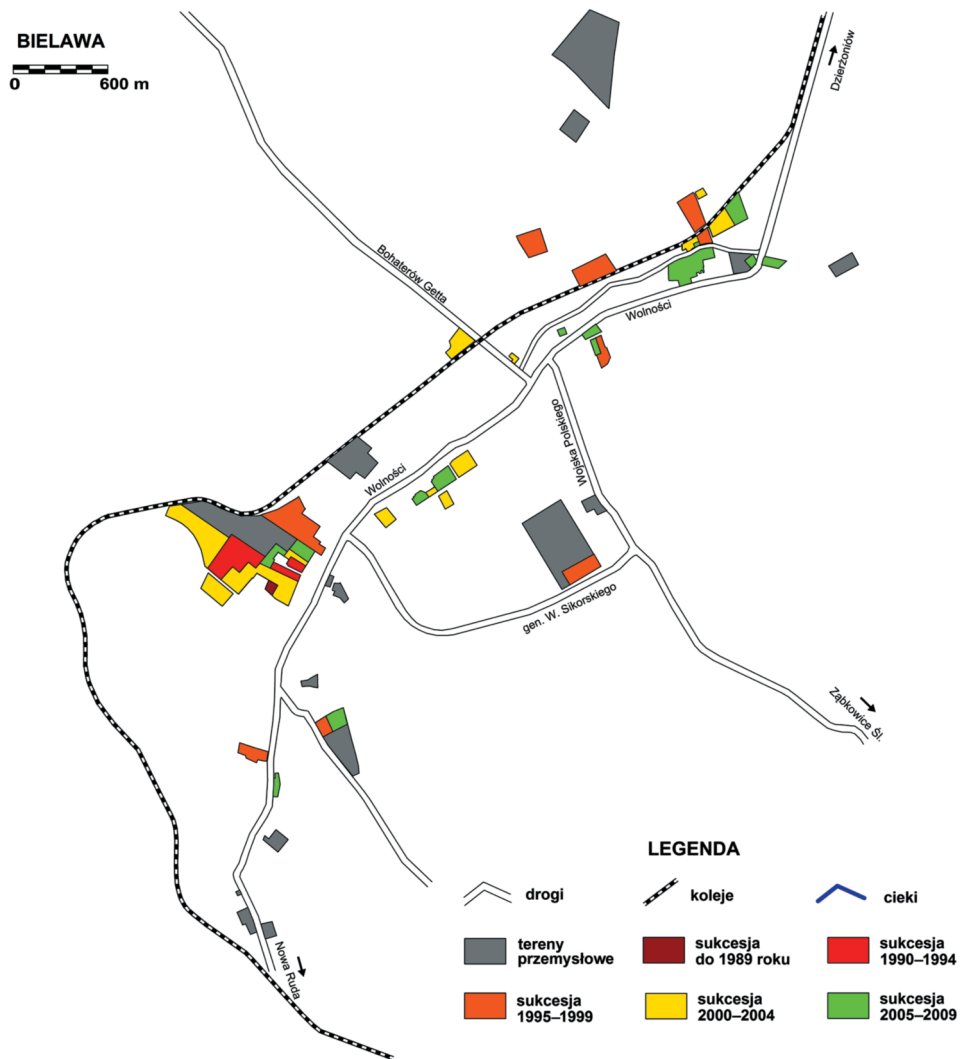 BIELAWA
0 600 m
Dzierżoniów
Bohaterów Getta
Wolności
Wojska Polskiego
Wolności
gen. W. Sikorskiego
Ząbkowice Śl.
Nowa Ruda
LEGENDA
drogi
koleje
cieki
tereny
przemysłowe
sukcesja
do 1989 roku
sukcesja
1990–1994
sukcesja
1995–1999
sukcesja
2000–2004
sukcesja
2005–2009